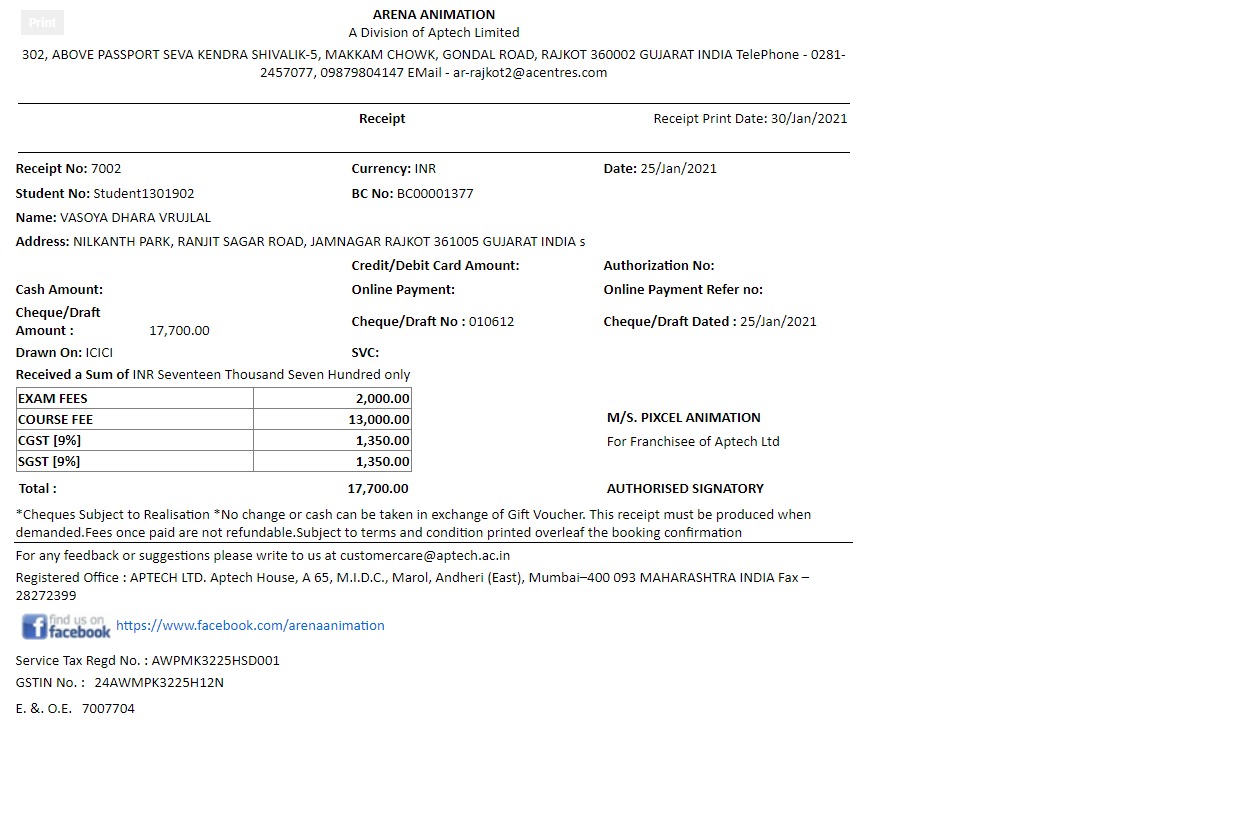 Print
ARENA ANIMATION
A Division of Aptech Limited
302, ABOVE PASSPORT SEVA KENDRA SHIVALIK-5, MAKKAM CHOWK, GONDAL ROAD, RAJKOT 360002 GUJARAT INDIA TelePhone - 0281-
2457077, 09879804147 EMail - ar-rajkot2@acentres.com
Receipt Receipt Print Date: 30/Jan/2021
Receipt No: 7002 Currency: INR Date: 25/Jan/2021
Student No: Student1301902 BC No: BC00001377
Name: VASOYA DHARA VRUJLAL
Address: NILKANTH PARK, RANJIT SAGAR ROAD, JAMNAGAR RAJKOT 361005 GUJARAT INDIA s
Credit/Debit Card Amount: Authorization No:
Cash Amount: Online Payment: Online Payment Refer no:
Cheque/Draft
Amount : 17,700.00 Cheque/Draft No : 010612 Cheque/Draft Dated : 25/Jan/2021
Drawn On: ICICI SVC:
Received a Sum of INR Seventeen Thousand Seven Hundred only
EXAM FEES 2,000.00
COURSE FEE 13,000.00
M/S. PIXCEL ANIMATION
CGST [9%] 1,350.00
For Franchisee of Aptech Ltd
SGST [9%] 1,350.00
Total : 17,700.00 AUTHORISED SIGNATORY
*Cheques Subject to Realisation *No change or cash can be taken in exchange of Gift Voucher. This receipt must be produced when
demanded.Fees once paid are not refundable.Subject to terms and condition printed overleaf the booking confirmation
For any feedback or suggestions please write to us at customercare@aptech.ac.in
Registered Office : APTECH LTD. Aptech House, A 65, M.I.D.C., Marol, Andheri (East), Mumbai–400 093 MAHARASHTRA INDIA Fax –
28272399
find us on
facebook https://www.facebook.com/arenaanimation
Service Tax Regd No. : AWPMK3225HSD001
GSTIN No. : 24AWMPK3225H12N
E. &. O.E. 7007704